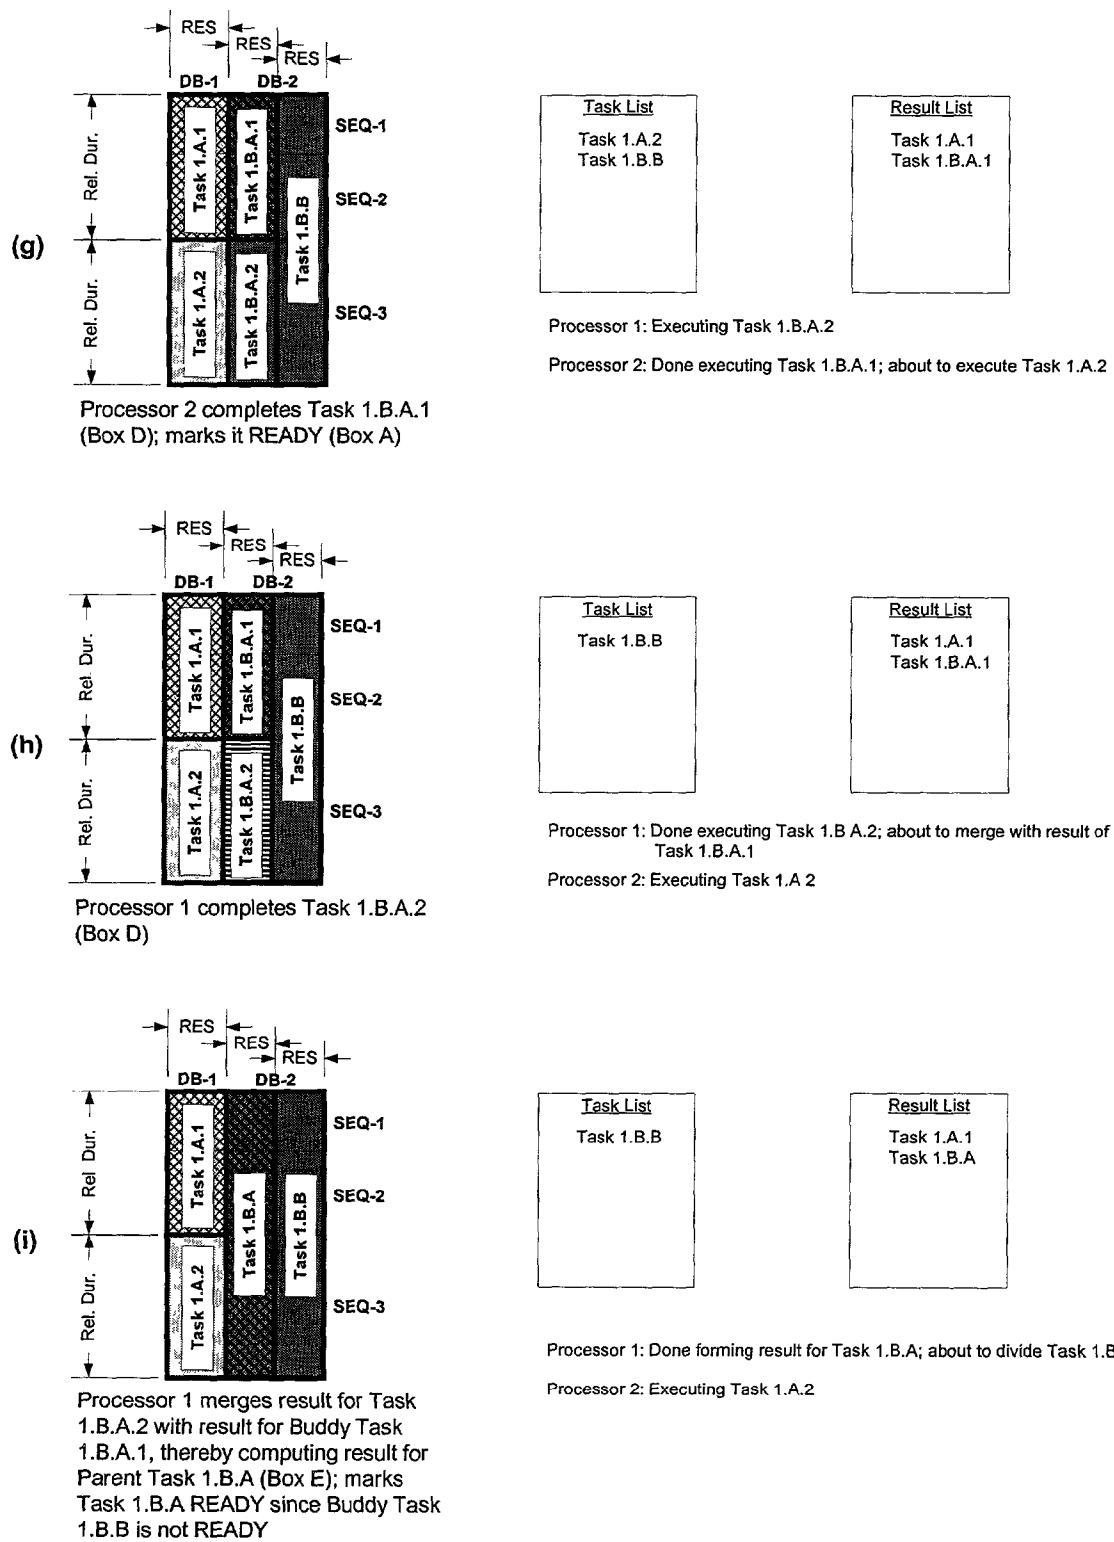 RES
RES
RES
DB-1
DB-2
Task List
Result List
Rel. Dur.
Task 1.A.1
Task 1.B.A.1
Task 1.B.B
SEQ-1
Task 1.A.2
Task 1.A.1
Task 1.B.B
Task 1.B.A.1
SEQ-2
(g)
Rel. Dur.
Task 1.A.2
Task 1.B.A.2
SEQ-3
Processor 1: Executing Task 1.B.A.2
Processor 2: Done executing Task 1.B.A.1; about to execute Task 1.A.2
Processor 2 completes Task 1.B.A.1
(Box D); marks it READY (Box A)
RES
RES
RES
DB-1
DB-2
Task List
Result List
Rel. Dur.
Task 1.A.1
Task 1.B.A.1
Task 1.B.B
SEQ-1
Task 1.B.B
Task 1.A.1
Task 1.B.A.1
SEQ-2
(h)
Rel. Dur.
Task 1.A.2
Task 1.B.A.2
SEQ-3
Processor 1: Done executing Task 1.B A.2; about to merge with result of
Task 1.B.A.1
Processor 2: Executing Task 1.A 2
Processor 1 completes Task 1.B.A.2
(Box D)
RES
RES
RES
DB-1
DB-2
Task List
Result List
Rel Dur.
Task 1.A.1
Task 1.B.A
Task 1.B.B
SEQ-1
Task 1.B.B
Task 1.A.1
Task 1.B.A
SEQ-2
(i)
Rel. Dur.
Task 1.A.2
SEQ-3
Processor 1: Done forming result for Task 1.B.A; about to divide Task 1.B
Processor 2: Executing Task 1.A.2
Processor 1 merges result for Task
1.B.A.2 with result for Buddy Task
1.B.A.1, thereby computing result for
Parent Task 1.B.A (Box E); marks
Task 1.B.A READY since Buddy Task
1.B.B is not READY